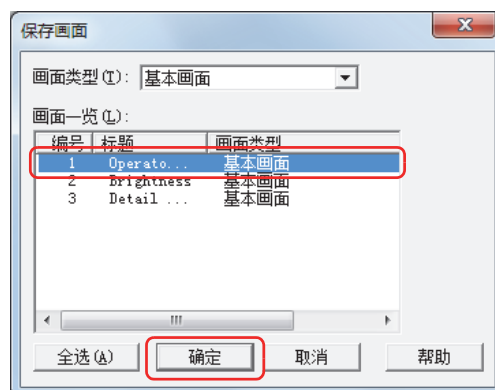 保存画面
画面类型(T): 基本画面
画面一览(L):
编号 标题 画面类型
1 Operato... 基本画面
2 Brightness 基本画面
3 Detail ... 基本画面
全选(A) 确定 取消 帮助